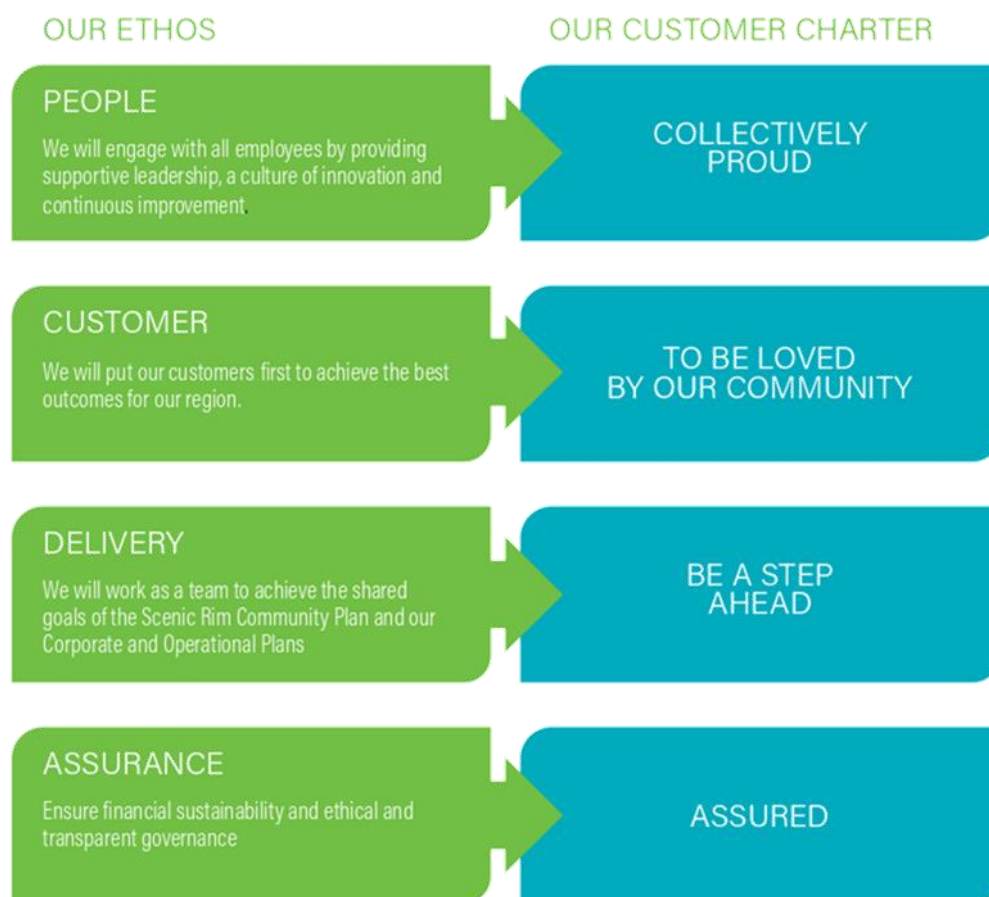 OUR ETHOS
OUR CUSTOMER CHARTER
PEOPLE
We will engage with all employees by providing
supportive leadership, a culture of innovation and
continuous improvement.
COLLECTIVELY
PROUD
CUSTOMER
We will put our customers first to achieve the best
outcomes for our region.
TO BE LOVED
BY OUR COMMUNITY
DELIVERY
We will work as a team to achieve the shared
goals of the Scenic Rim Community Plan and our
Corporate and Operational Plans
BE A STEP
AHEAD
ASSURANCE
Ensure financial sustainability and ethical and
transparent governance
ASSURED